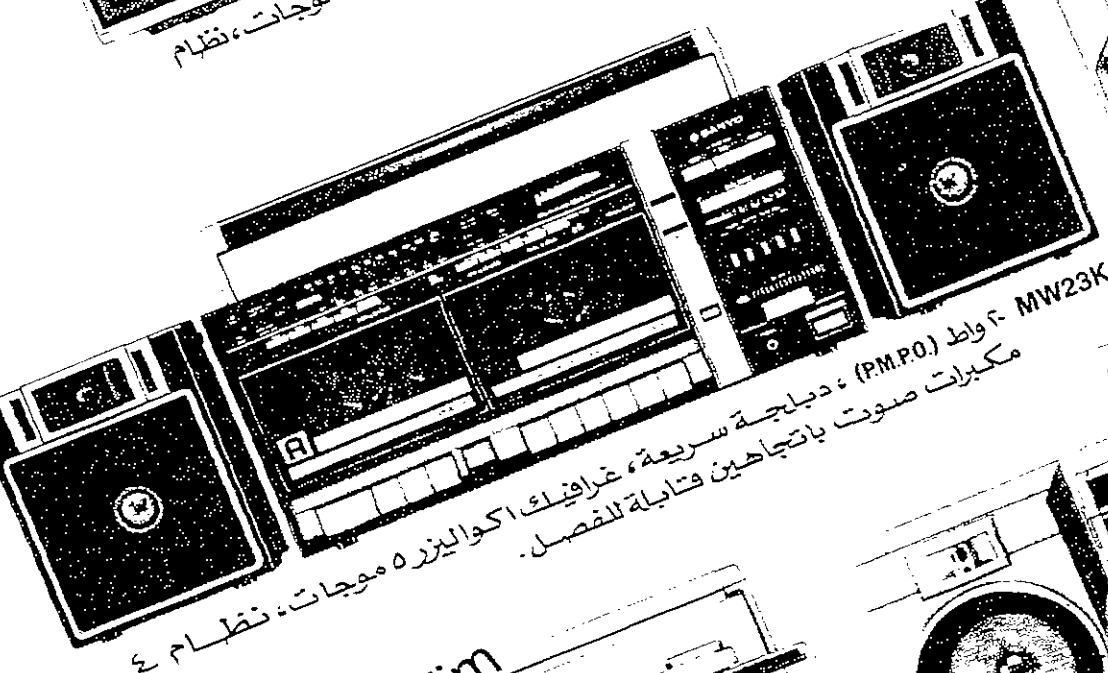 موجات، نظام
SANYO
A
MW23K ٢٠ واط (P.M.P.O.)، دبلجة سريعة، غرافيك اكواليزر ٥ موجات، نظام ٤
مكبرات صوت باتجاهين قابلة للفصل.